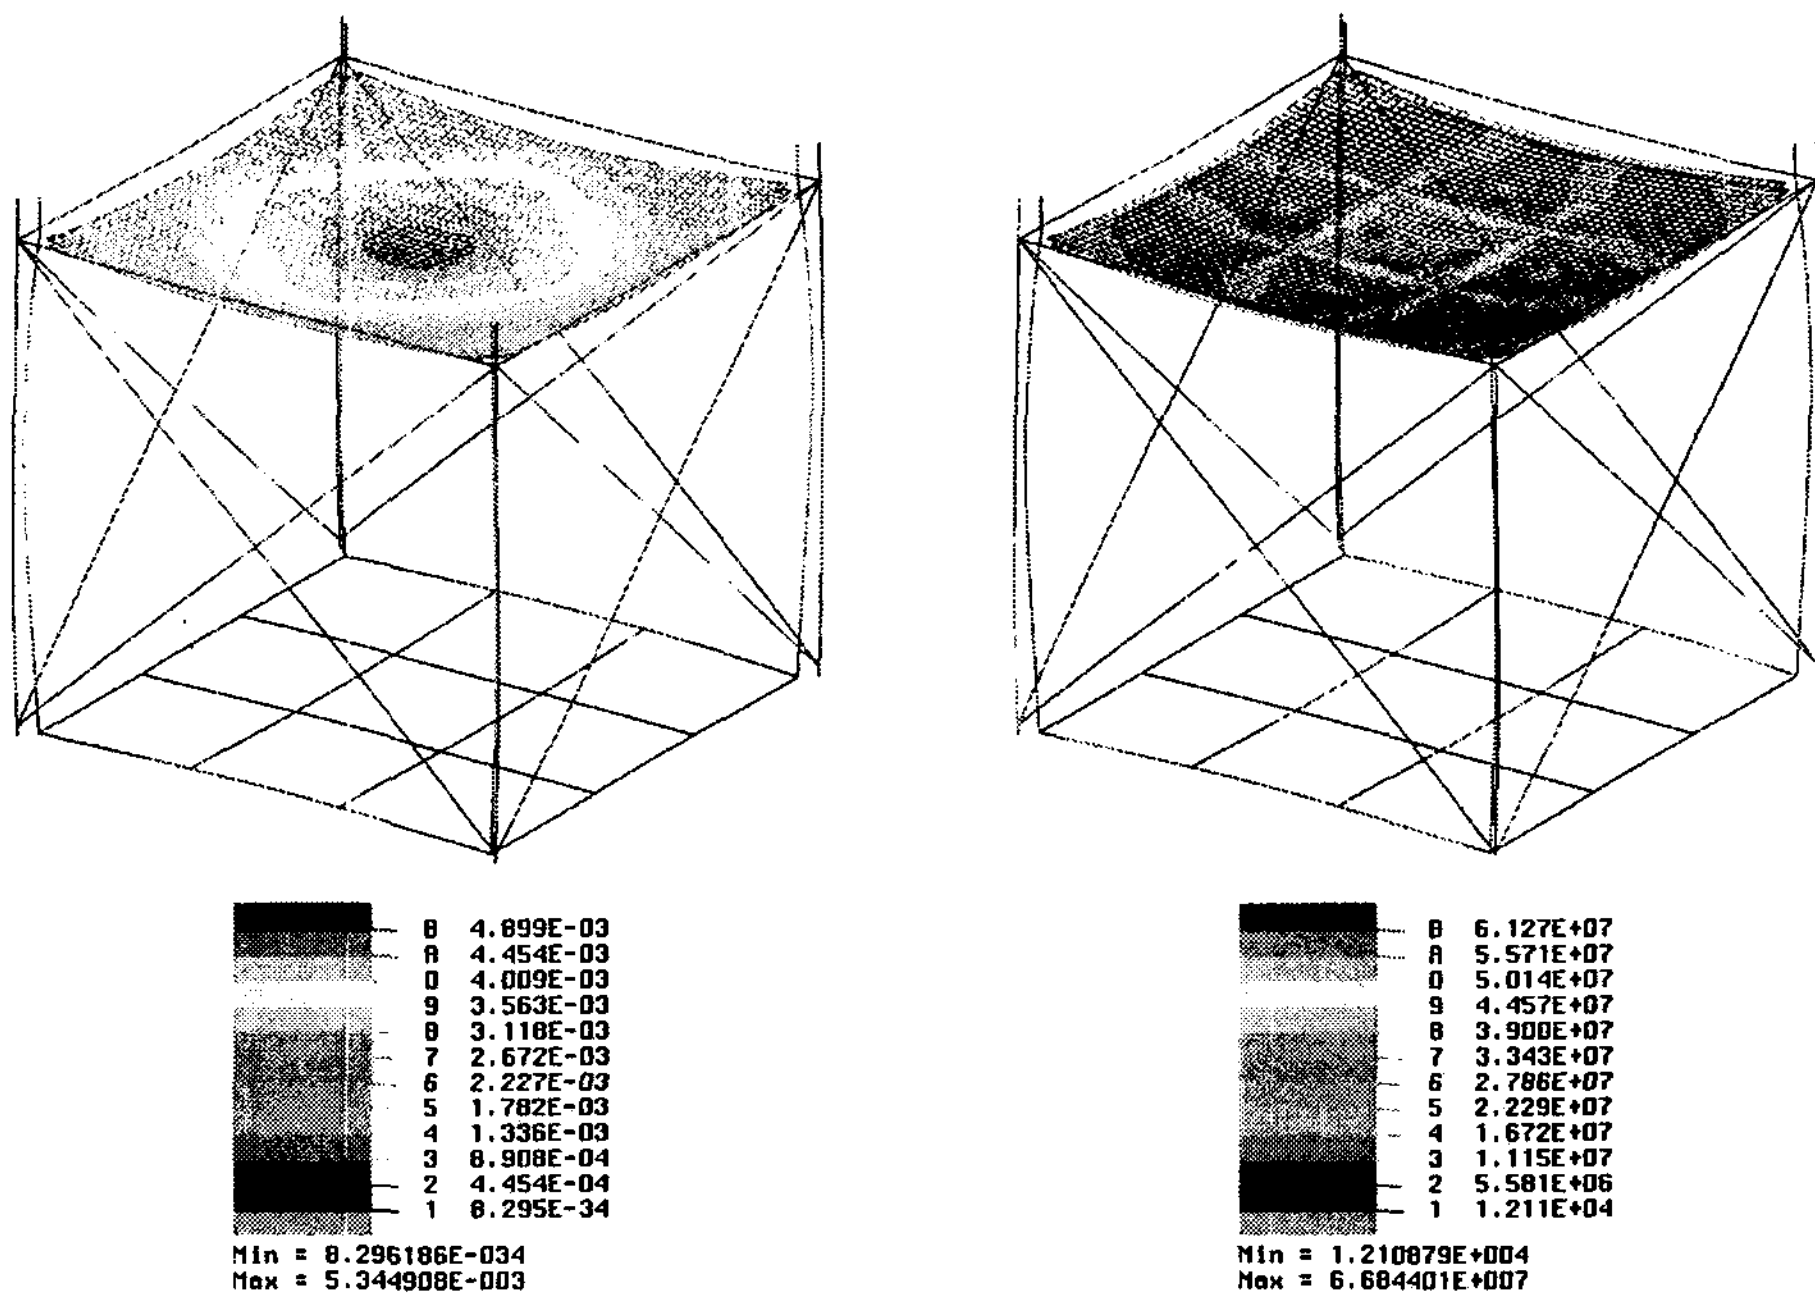 B 4.899E-03
A 4.454E-03
0 4.009E-03
9 3.563E-03
8 3.118E-03
7 2.672E-03
6 2.227E-03
5 1.782E-03
4 1.336E-03
3 8.908E-04
2 4.454E-04
1 8.295E-34
Min = 8.296186E-034
Max = 5.344908E-003
B 6.127E+07
A 5.571E+07
0 5.014E+07
9 4.457E+07
8 3.900E+07
7 3.343E+07
6 2.786E+07
5 2.229E+07
4 1.672E+07
3 1.115E+07
2 5.581E+06
1 1.211E+04
Min = 1.210879E+004
Max = 6.684401E+007